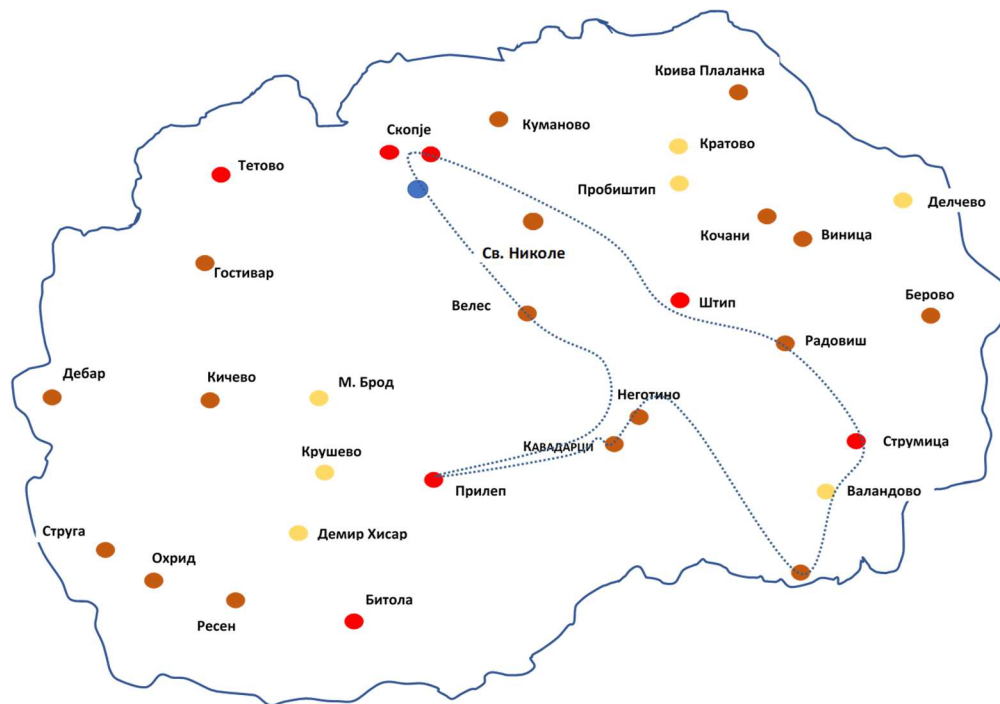 Крива Плаланка
Куманово
Скопје
Кратово
Тетово
Пробиштип
Делчево
Кочани
Виница
Св. Николе
Гостивар
Берово
Велес
Штип
Радовиш
Дебар
Кичево
М. Брод
Неготино
Струмица
КАВАДАРЦИ
Крушево
Прилеп
Валандово
Струга
Демир Хисар
Охрид
Битола
Ресен